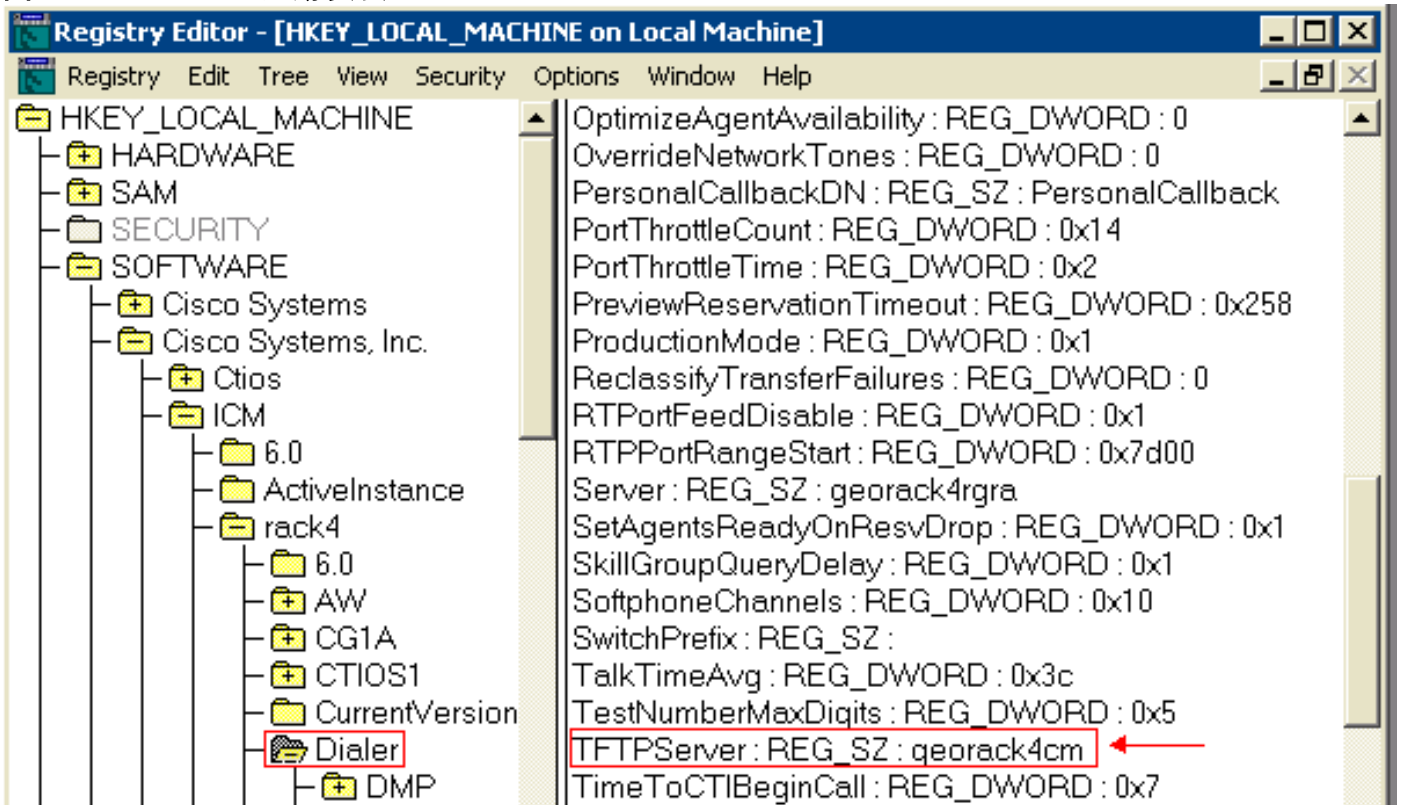 Registry Editor - [HKEY_LOCAL_MACHINE on Local Machine]
Registry Edit Tree View Security Options Window Help
HKEY_LOCAL_MACHINE
HARDWARE
SAM
SECURITY
SOFTWARE
Cisco Systems
Cisco Systems, Inc.
Ctios
ICM
6.0
ActiveInstance
rack4
6.0
AW
CG1A
CTIOS1
CurrentVersion
Dialer
DMP
OptimizeAgentAvailability : REG_DWORD : 0
OverrideNetworkTones : REG_DWORD : 0
PersonalCallbackDN : REG_SZ : PersonalCallback
PortThrottleCount : REG_DWORD : 0x14
PortThrottleTime : REG_DWORD : 0x2
PreviewReservationTimeout : REG_DWORD : 0x258
ProductionMode : REG_DWORD : 0x1
ReclassifyTransferFailures : REG_DWORD : 0
RTPortFeedDisable : REG_DWORD : 0x1
RTPPortRangeStart : REG_DWORD : 0x7d00
Server : REG_SZ : georack4rgra
SetAgentsReadyOnResvDrop : REG_DWORD : 0x1
SkillGroupQueryDelay : REG_DWORD : 0x1
SoftphoneChannels : REG_DWORD : 0x10
SwitchPrefix : REG_SZ :
TalkTimeAvg : REG_DWORD : 0x3c
TestNumberMaxDigits : REG_DWORD : 0x5
TFTPServer : REG_SZ : georack4cm
TimeToCTIBeginCall : REG_DWORD : 0x7